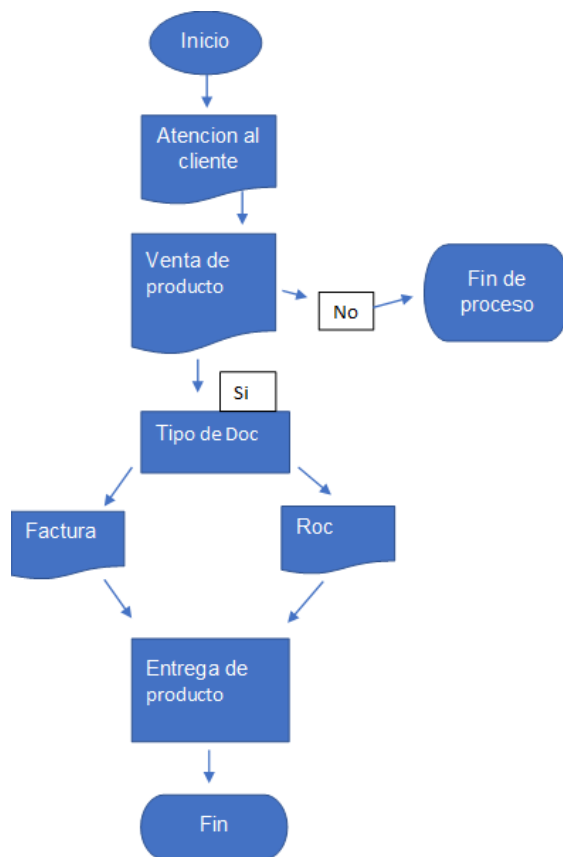 Inicio
Atencion al
cliente
Venta de
producto
No
Fin de
proceso
Si
Tipo de Doc
Factura
Roc
Entrega de
producto
Fin